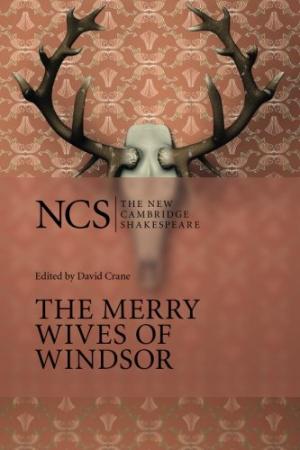 NCS
THE NEW
CAMBRIDGE
SHAKESPEARE
Edited by David Crane
THE MERRY
WIVES OF
WINDSOR